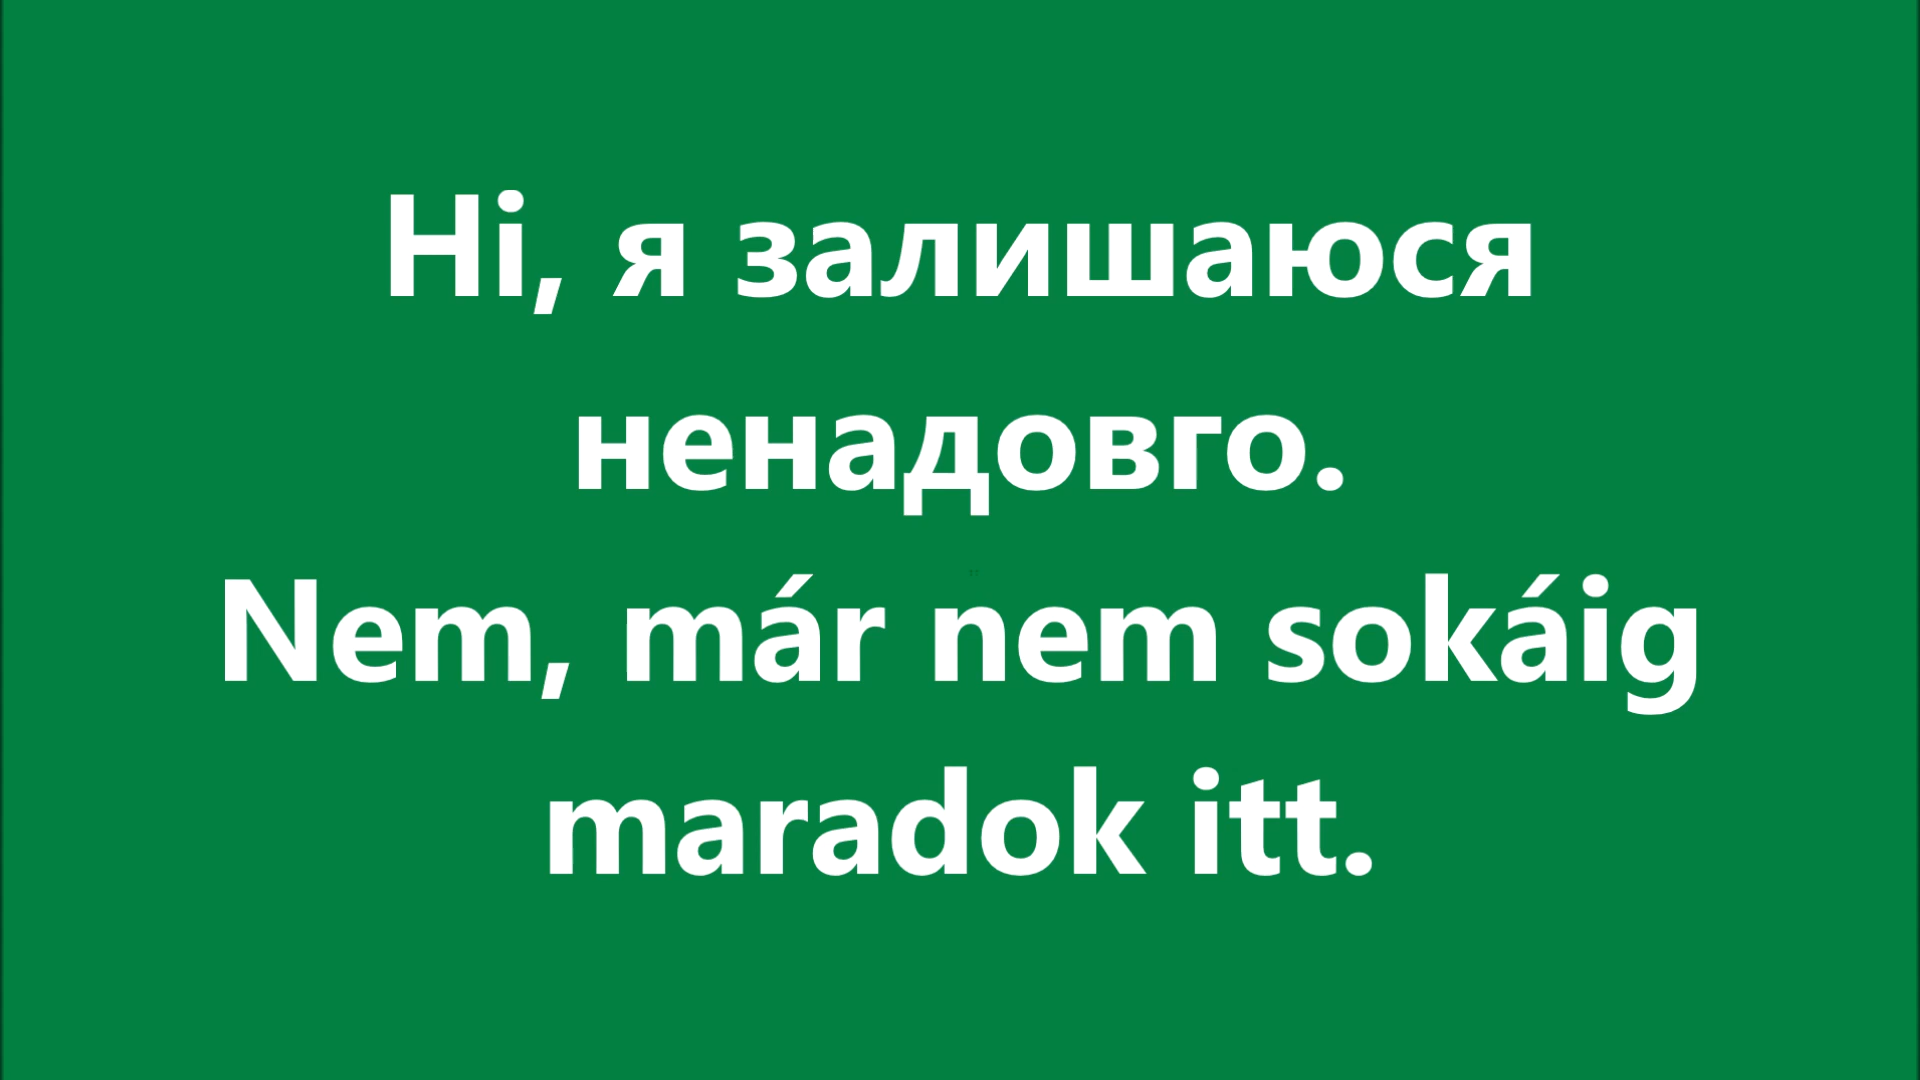 Ні, я залишаюся
ненадовго.
Nem, már nem sokáig
maradok itt.